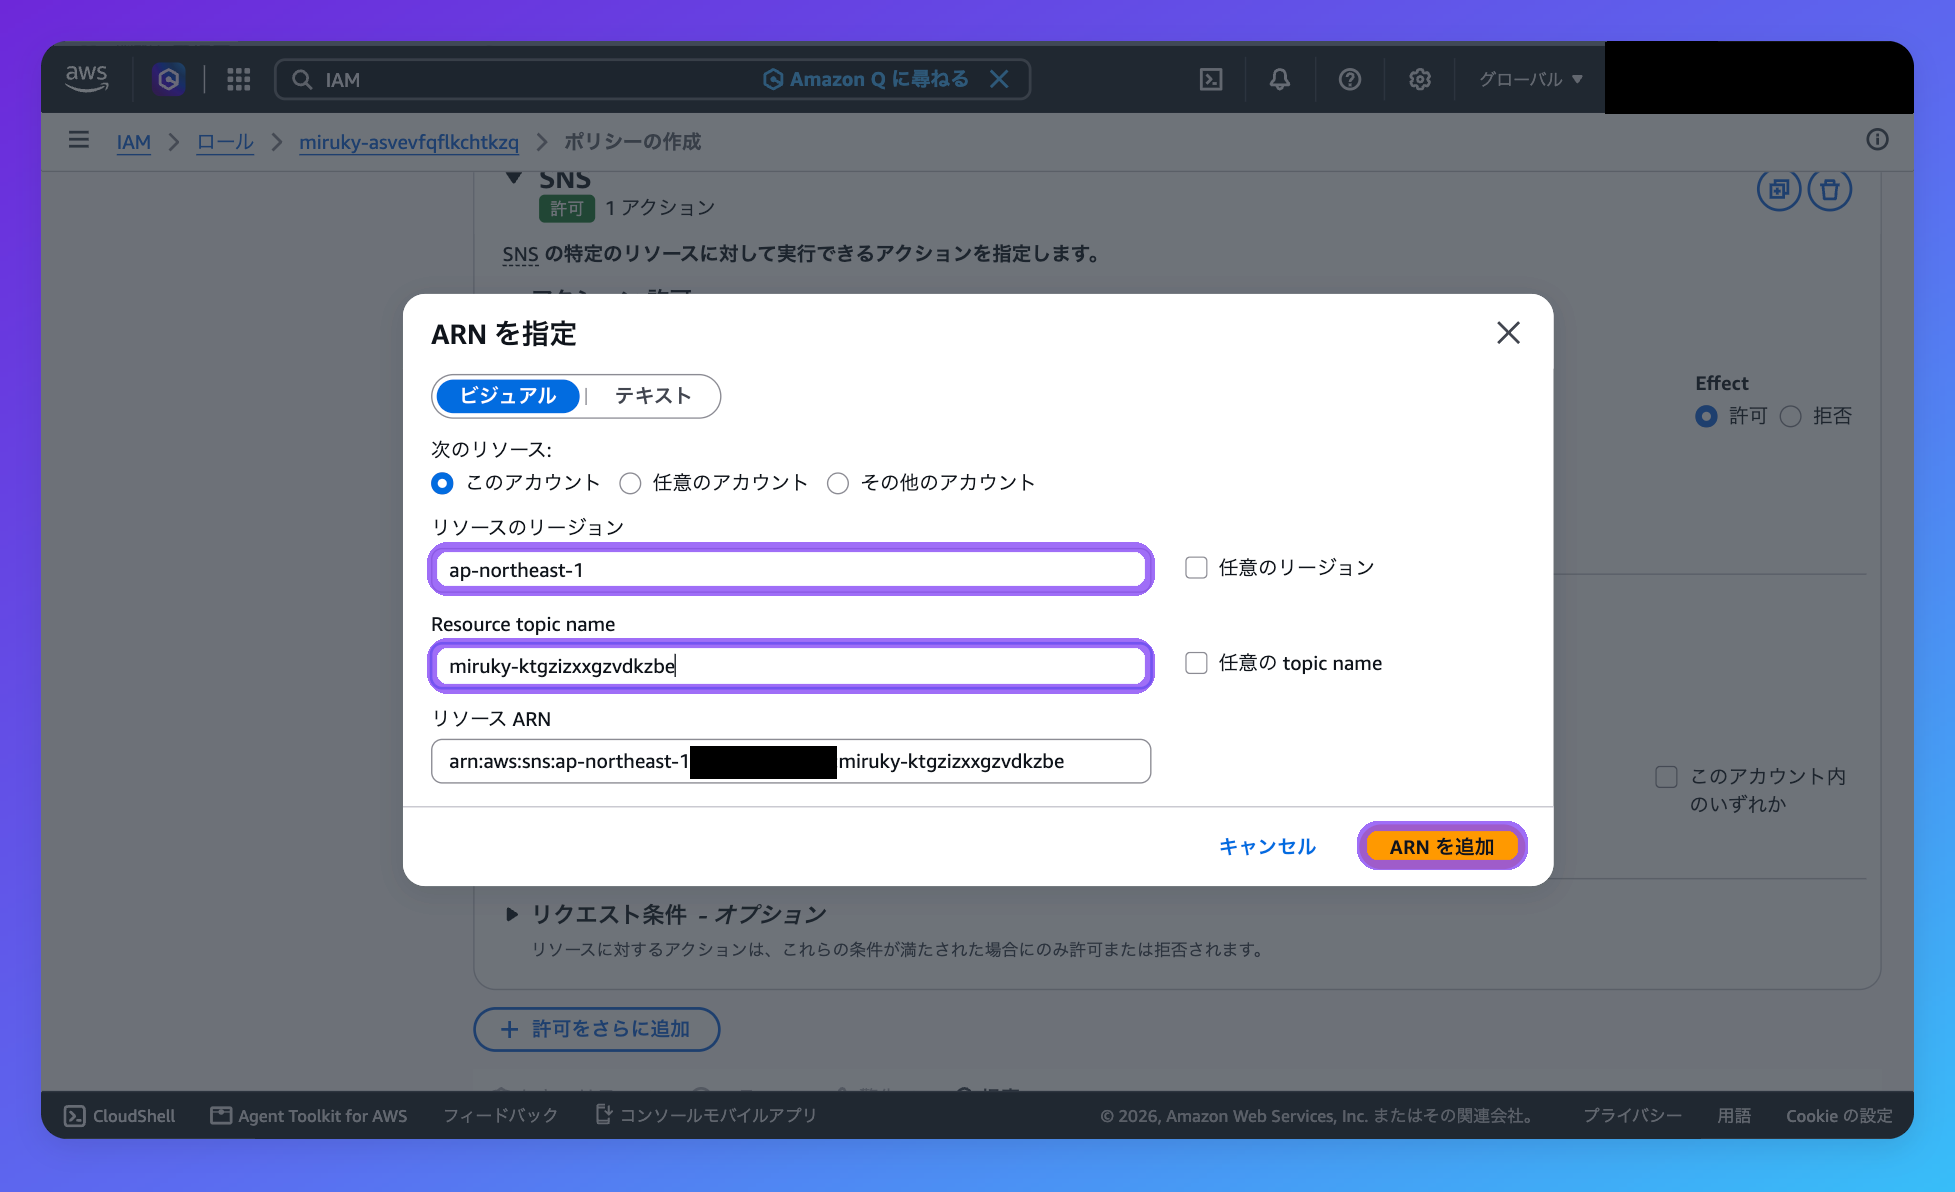 aws
IAM
Amazon Q に尋ねる
グローバル
IAM
ロール
miruky-asvevfqflkchtkzq
ポリシーの作成
SNS
許可 1 アクション
SNS の特定のリソースに対して実行できるアクションを指定します。
ARN を指定
ビジュアル | テキスト
次のリソース:
このアカウント 任意のアカウント その他のアカウント
リソースのリージョン
ap-northeast-1
任意のリージョン
Resource topic name
miruky-ktgzizxxgzvdkzbe
任意の topic name
リソース ARN
arn:aws:sns:ap-northeast-1
miruky-ktgzizxxgzvdkzbe
キャンセル
ARN を追加
Effect
許可 拒否
このアカウント内
のいずれか
リクエスト条件 - オプション
リソースに対するアクションは、これらの条件が満たされた場合にのみ許可または拒否されます。
許可をさらに追加
CloudShell
Agent Toolkit for AWS
フィードバック
コンソールモバイルアプリ
© 2026, Amazon Web Services, Inc. またはその関連会社。
プライバシー
用語
Cookie の設定